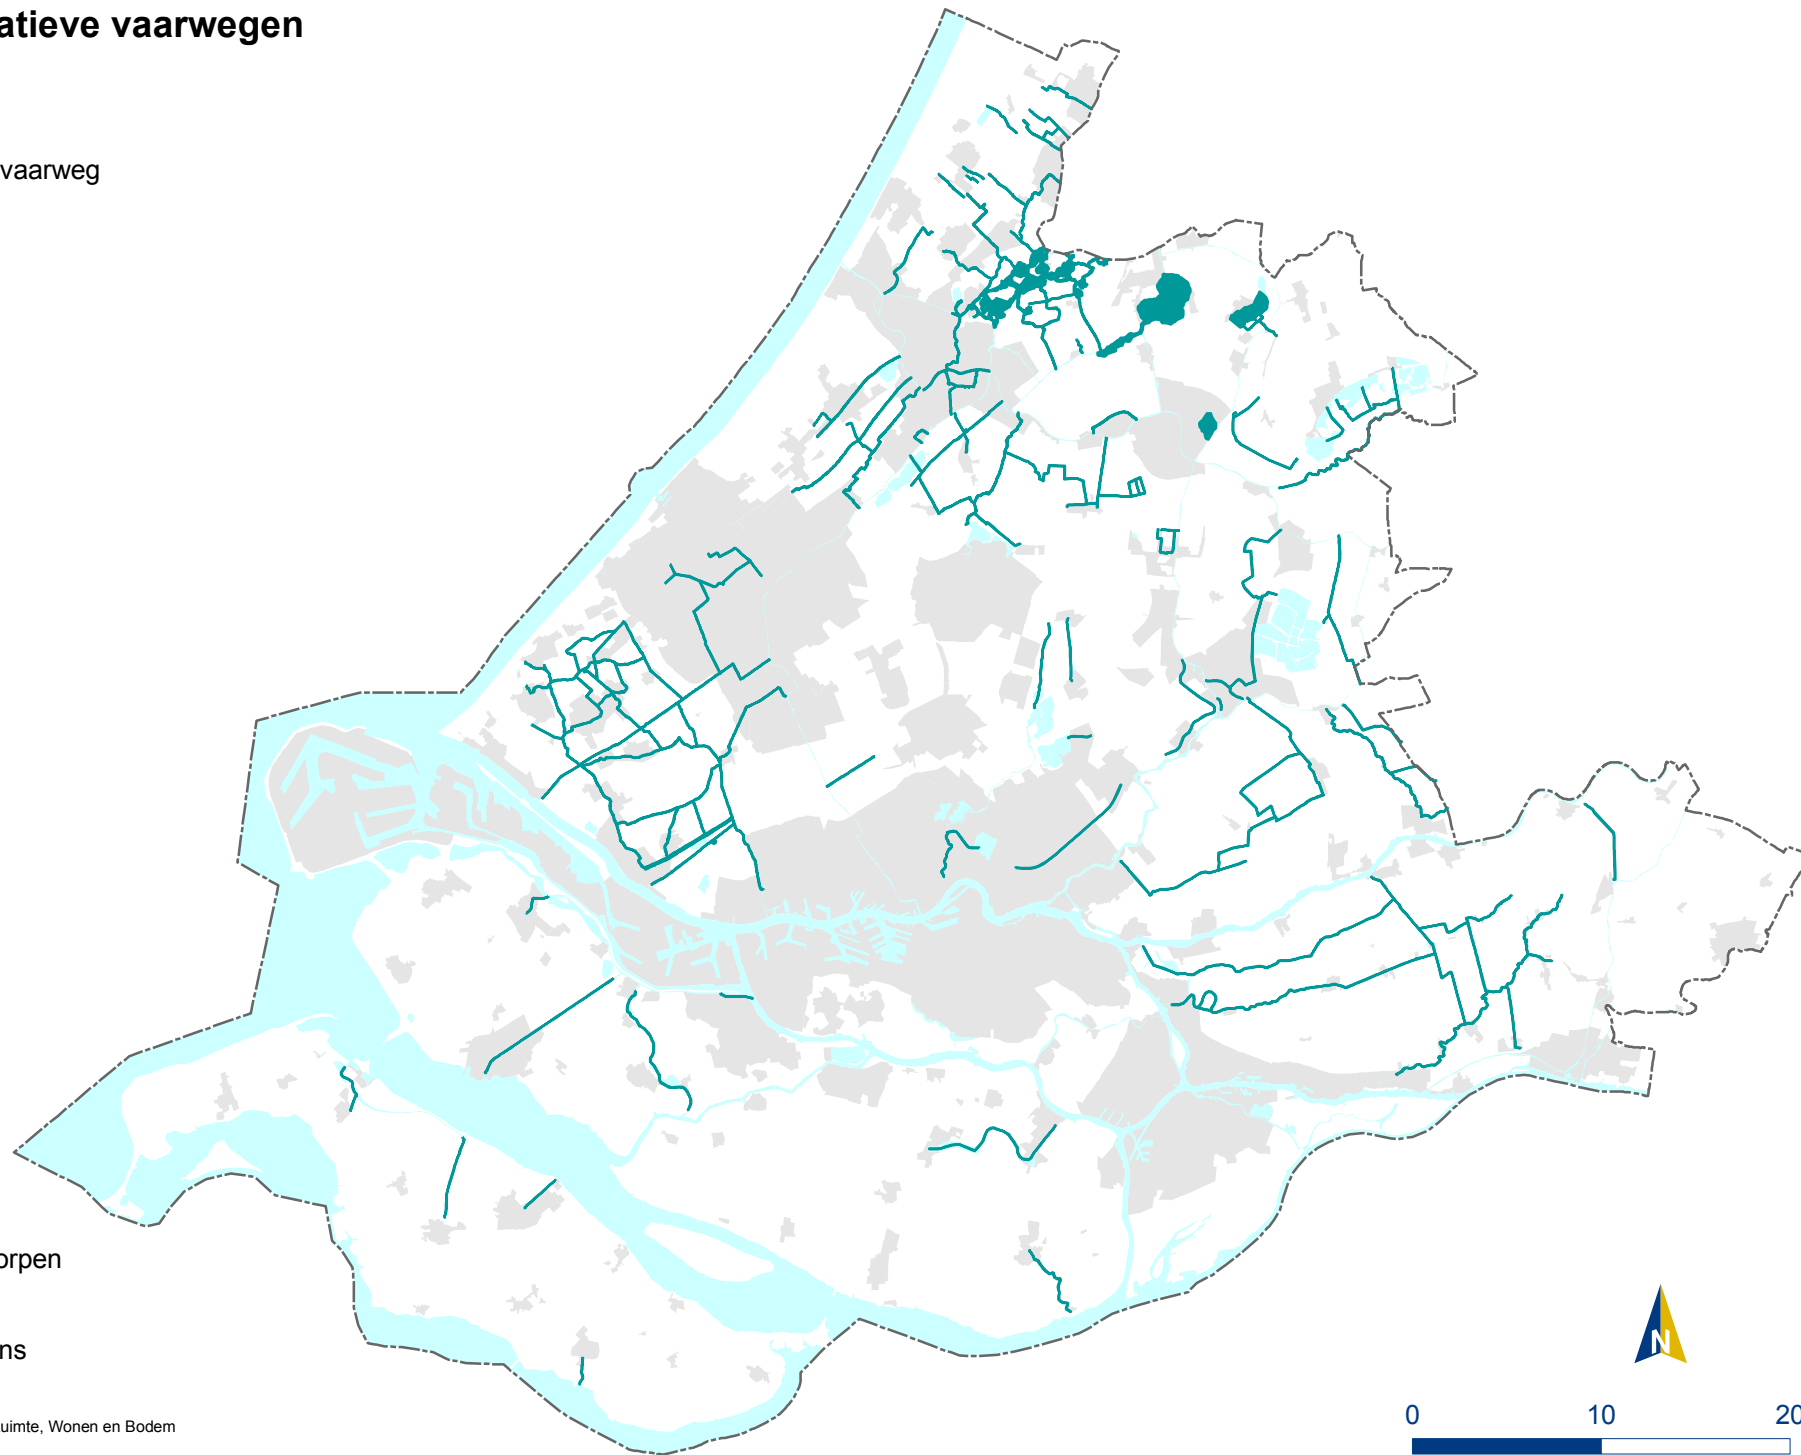 atieve vaarwegen
vaarweg
orpen
ns
uimte, Wonen en Bodem
N
0 10 20